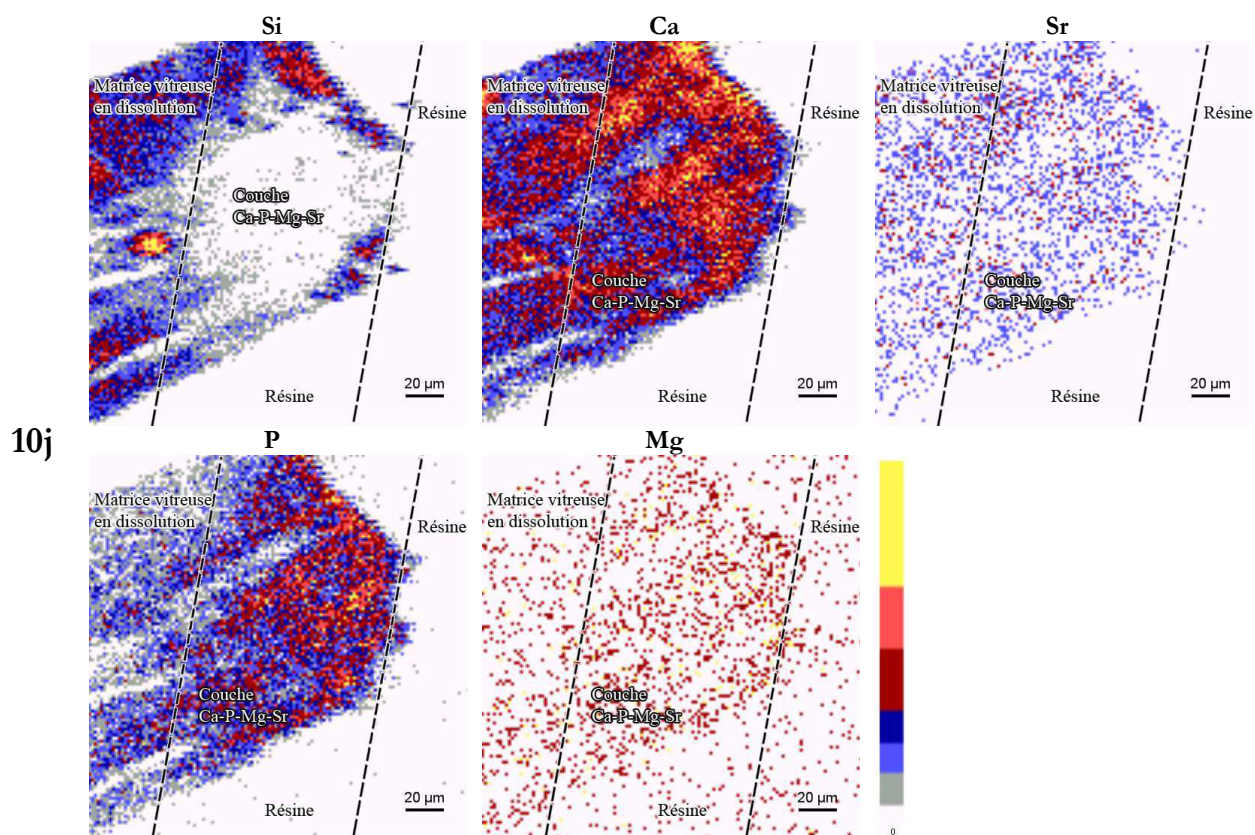 Si
Ca
Sr
Matrice vitreuse
en dissolution
Résine
Couche
Ca-P-Mg-Sr
20 µm
Résine
Matrice vitreuse
en dissolution
Résine
Couche
Ca-P-Mg-Sr
20 µm
Résine
Matrice vitreuse
en dissolution
Résine
Couche
Ca-P-Mg-Sr
20 µm
Résine
10j
P
Mg
Matrice vitreuse
en dissolution
Résine
Couche
Ca-P-Mg-Sr
20 µm
Résine
Matrice vitreuse
en dissolution
Résine
Couche
Ca-P-Mg-Sr
20 µm
Résine
0